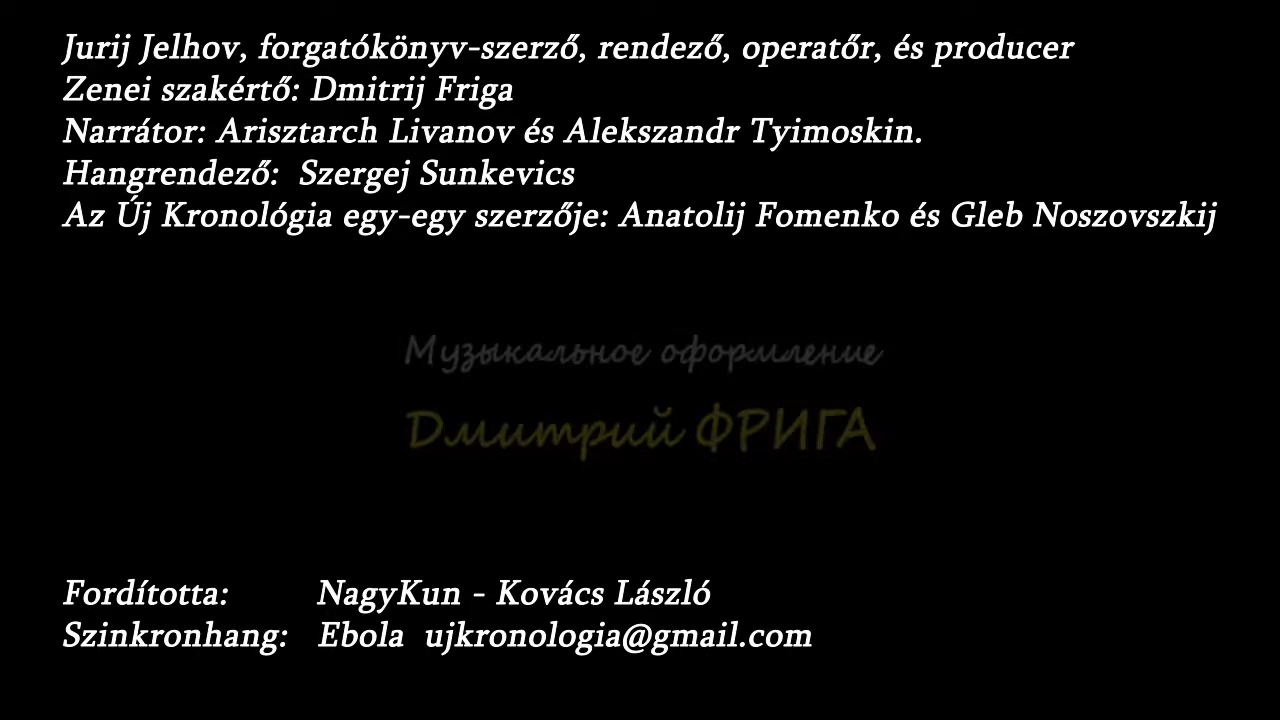 Jurij Jelhov, forgatókönyv-szerző, rendező, operatőr, és producer
Zenei szakértő: Dmitrij Friga
Narrátor: Arisztarch Livanov és Alekszandr Tyimoskin.
Hangrendező: Szergej Sunkevics
Az Új Kronológia egy-egy szerzője: Anatolij Fomenko és Gleb Noszovszkij
Музыкальное оформление
Дмитрий ФРИГА
Fordította: NagyKun - Kovács László
Szinkronhang: Ebola ujkronologia@gmail.com